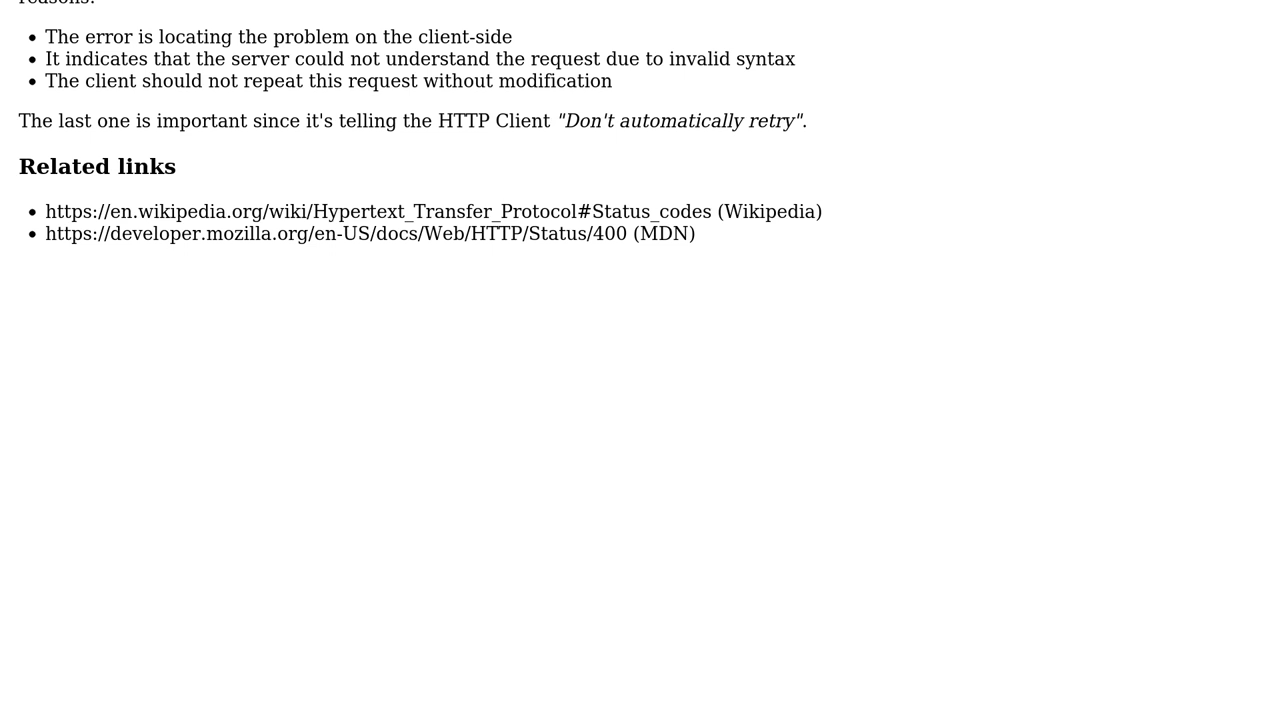 reasons:
The error is locating the problem on the client-side
It indicates that the server could not understand the request due to invalid syntax
The client should not repeat this request without modification
The last one is important since it's telling the HTTP Client "Don't automatically retry".
Related links
https://en.wikipedia.org/wiki/Hypertext_Transfer_Protocol#Status_codes (Wikipedia)
https://developer.mozilla.org/en-US/docs/Web/HTTP/Status/400 (MDN)